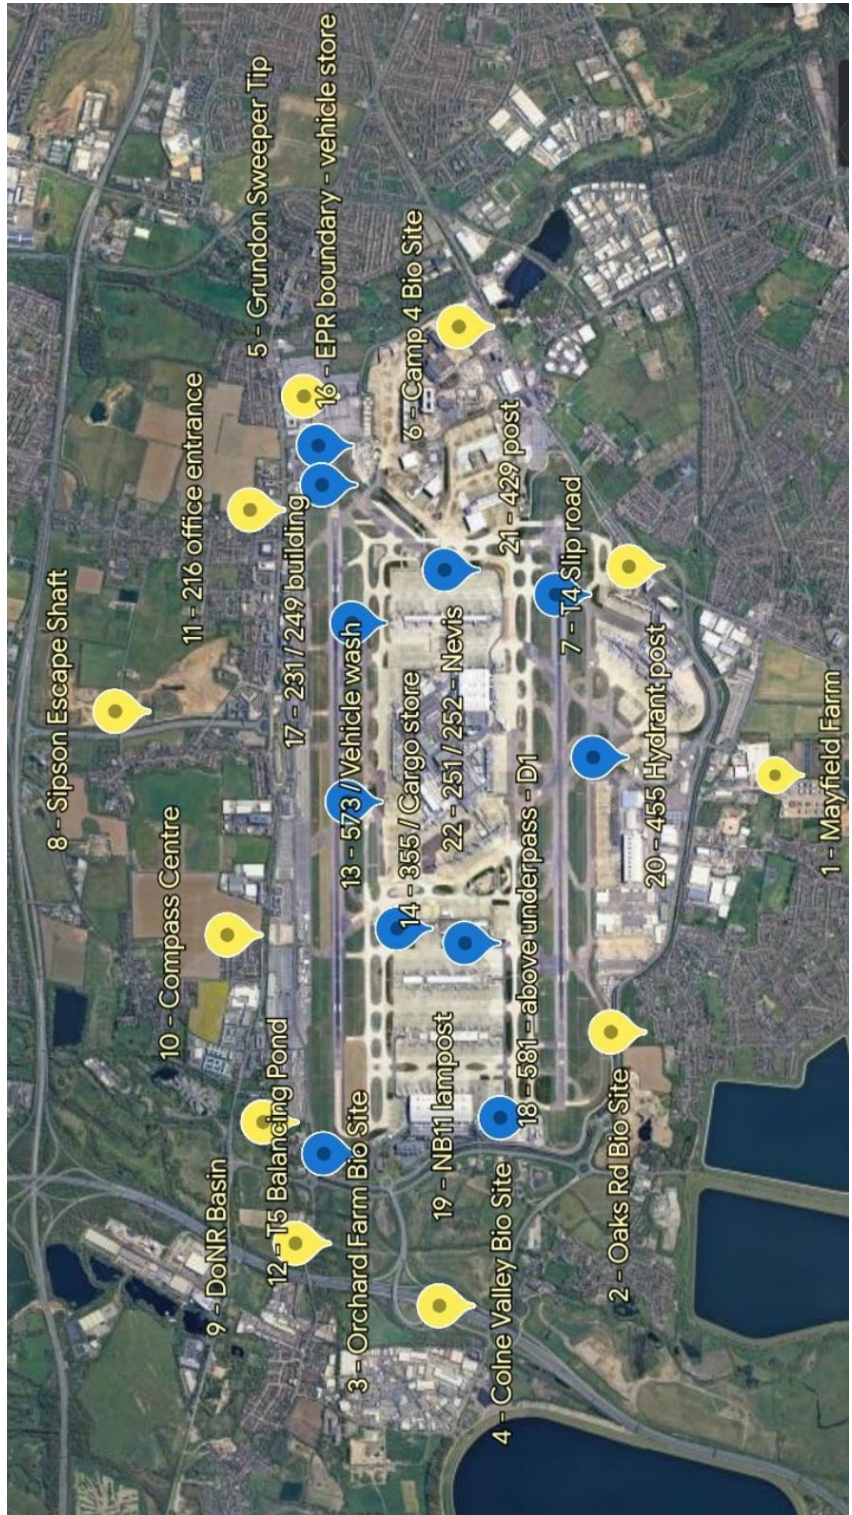 8 - Sipson Escape Shaft
10 - Compass Centre
11 - 216 office entrance
9 - DoNR Basin
5 - Grundon Sweeper Tip
12 - T5 Balancing Pond
17 - 231 / 249 building
16 - EPR boundary - vehicle store
13 - 573 / Vehicle wash
3 - Orchard Farm Bio Site
14 - 355 / Cargo store
6 - Camp 4 Bio Site
19 - NB11 lampost
22 - 251 / 252 - Nevis
4 - Colne Valley Bio Site
21 - 429 post
18 - 581 - above underpass - D1
7 - T4 Slip road
2 - Oaks Rd Bio Site
20 - 455 Hydrant post
1 - Mayfield Farm